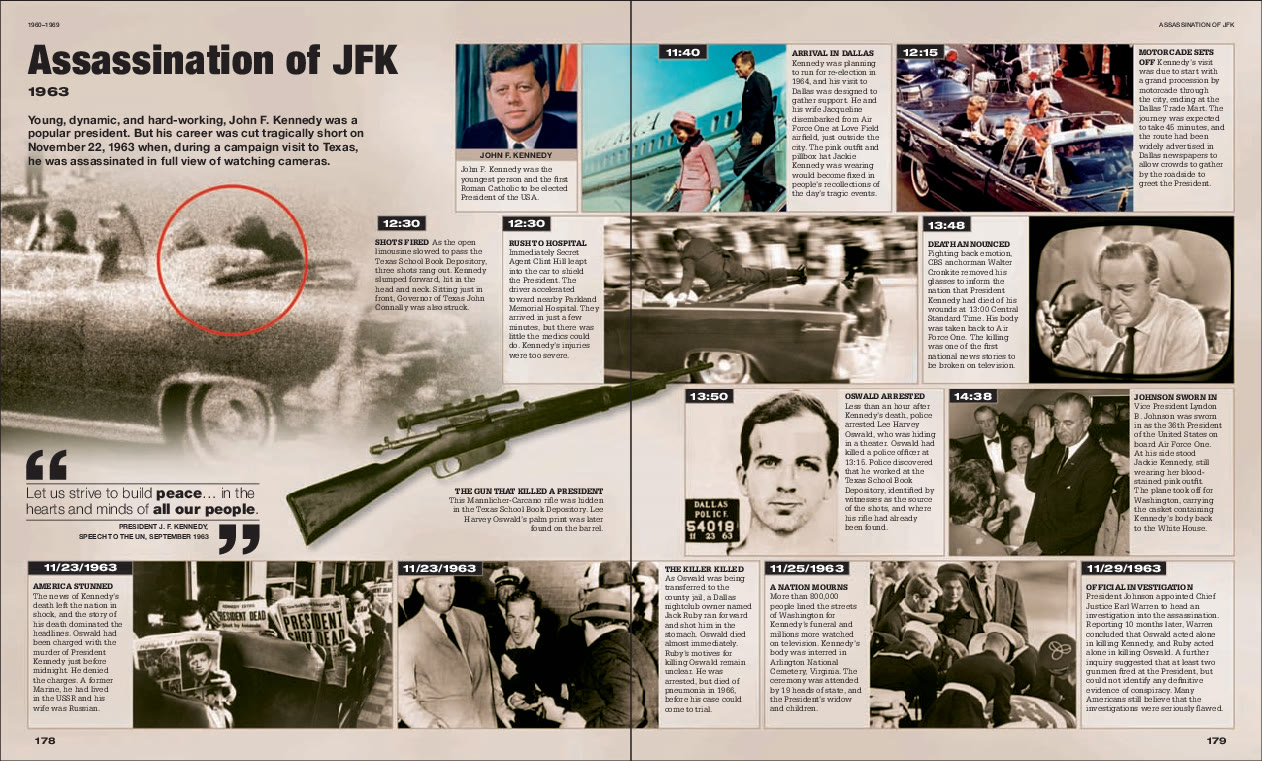 1960–1969
ASSASSINATION OF JFK
Assassination of JFK
1963
Young, dynamic, and hard-working, John F. Kennedy was a
popular president. But his career was cut tragically short on
November 22, 1963 when, during a campaign visit to Texas,
he was assassinated in full view of watching cameras.
JOHN F. KENNEDY
John F. Kennedy was the
youngest person and the first
Roman Catholic to be elected
President of the USA.
11:40
ARRIVAL IN DALLAS
Kennedy was planning
to run for re-election in
1964, and his visit to
Dallas was designed to
gather support. He and
his wife Jacqueline
disembarked from Air
Force One at Love Field
airfield, just outside the
city. The pink outfit and
pillbox hat Jackie
Kennedy was wearing
would become fixed in
people's recollections of
the day's tragic events.
12:15
MOTORCADE SETS
OFF Kennedy's visit
was due to start with
a grand procession by
motorcade through
the city, ending at the
Dallas Trade Mart. The
journey was expected
to take 45 minutes, and
the route had been
widely advertised in
Dallas newspapers to
allow crowds to gather
by the roadside to
greet the President.
12:30
SHOTS FIRED As the open
limousine slowed to pass the
Texas School Book Depository,
three shots rang out. Kennedy
slumped forward, hit in the
head and neck. Sitting just in
front, Governor of Texas John
Connally was also struck.
12:30
RUSH TO HOSPITAL
Immediately Secret
Agent Clint Hill leapt
into the car to shield
the President. The
driver accelerated
toward nearby Parkland
Memorial Hospital. They
arrived in just a few
minutes, but there was
little the medics could
do. Kennedy's injuries
were too severe.
13:48
DEATH ANNOUNCED
Fighting back emotion,
CBS anchorman Walter
Cronkite removed his
glasses to inform the
nation that President
Kennedy had died of his
wounds at 13:00 Central
Standard Time. His body
was taken back to Air
Force One. The killing
was one of the first
national news stories to
be broken on television.
THE GUN THAT KILLED A PRESIDENT
This Mannlicher-Carcano rifle was hidden
in the Texas School Book Depository. Lee
Harvey Oswald's palm print was later
found on the barrel.
13:50
DALLAS
POLICE
54018
11 23 63
OSWALD ARRESTED
Less than an hour after
Kennedy's death, police
arrested Lee Harvey
Oswald, who was hiding
in a theater. Oswald had
killed a police officer at
13:15. Police discovered
that he worked at the
Texas School Book
Depository, identified by
witnesses as the source
of the shots, and where
his rifle had already
been found.
14:38
JOHNSON SWORN IN
Vice President Lyndon
B. Johnson was sworn
in as the 36th President
of the United States on
board Air Force One.
At his side stood
Jackie Kennedy, still
wearing her blood-
stained pink outfit.
The plane took off for
Washington, carrying
the casket containing
Kennedy's body back
to the White House.
“
Let us strive to build peace… in the
hearts and minds of all our people.
PRESIDENT J. F. KENNEDY,
SPEECH TO THE UN, SEPTEMBER 1963
”
11/23/1963
AMERICA STUNNED
The news of Kennedy's
death left the nation in
shock, and the story of
his death dominated the
headlines. Oswald had
been charged with the
murder of President
Kennedy just before
midnight. He denied
the charges. A former
Marine, he had lived
in the USSR and his
wife was Russian.
PRESIDENT DEAD
PRESIDENT
SHOT DEAD
11/23/1963
THE KILLER KILLED
As Oswald was being
transferred to the
county jail, a Dallas
nightclub owner named
Jack Ruby ran forward
and shot him in the
stomach. Oswald died
almost immediately.
Ruby's motives for
killing Oswald remain
unclear. He was
arrested, but died of
pneumonia in 1966,
before his case could
come to trial.
11/25/1963
A NATION MOURNS
More than 800,000
people lined the streets
of Washington for
Kennedy's funeral and
millions more watched
on television. Kennedy's
body was interred in
Arlington National
Cemetery, Virginia. The
ceremony was attended
by 19 heads of state, and
the President's widow
and children.
11/29/1963
OFFICIAL INVESTIGATION
President Johnson appointed Chief
Justice Earl Warren to head an
investigation into the assassination.
Reporting 10 months later, Warren
concluded that Oswald acted alone
in killing Kennedy, and Ruby acted
alone in killing Oswald. A further
inquiry suggested that at least two
gunmen fired at the President, but
could not identify any definitive
evidence of conspiracy. Many
Americans still believe that the
investigations were seriously flawed.
178
179